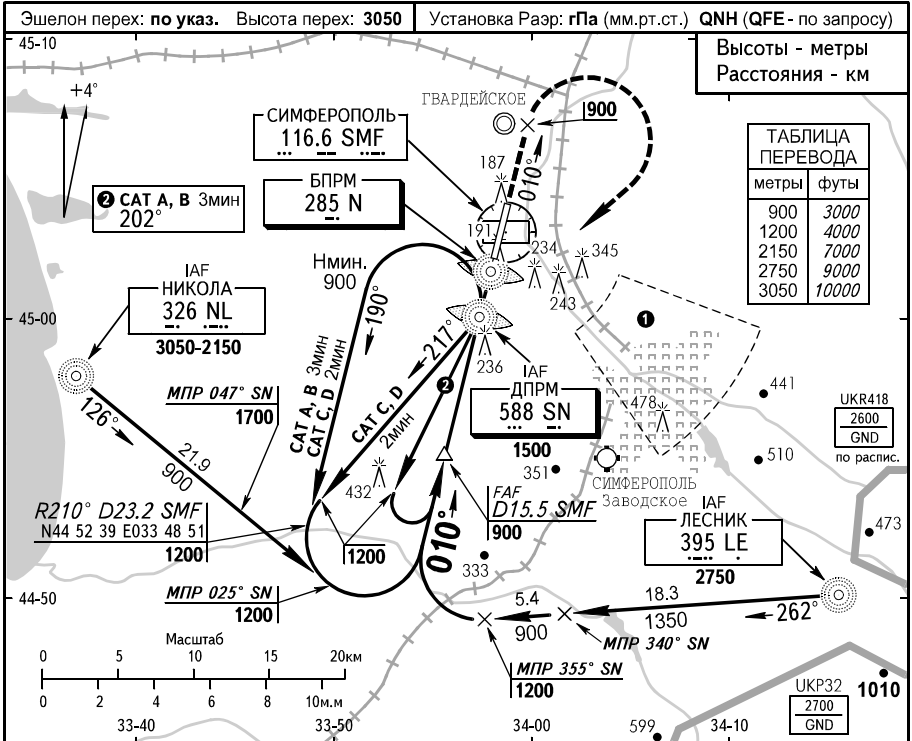 Эшелон перех: по указ. Высота перех: 3050
Установка Раэр: гПа (мм.рт.ст.) QNH (QFE - по запросу)
45-10
Высоты - метры
Расстояния - км
+4°
ГВАРДЕЙСКОЕ
900
СИМФЕРОПОЛЬ
116.6 SMF
ТАБЛИЦА
ПЕРЕВОДА
метры футы
900 3000
1200 4000
2150 7000
2750 9000
3050 10000
187
010°
БПРМ
285 N
2 CAT A, B 3мин
202°
191
234
345
243
Hмин.
900
IAF
НИКОЛА
326 NL
3050-2150
190°
45-00
217°
236
1
IAF
ДПРМ
588 SN
1500
МПР 047° SN
1700
CAT A, B 3мин
CAT C, D 2мин
CAT C, D
2мин
2
126°
21.9
900
441
478
UKR418
2600
GND
по распис.
351
510
432
СИМФЕРОПОЛЬ
Заводское
FAF
D15.5 SMF
900
R210° D23.2 SMF
N44 52 39 E033 48 51
1200
1200
010°
IAF
ЛЕСНИК
395 LE
2750
473
333
МПР 025° SN
1200
44-50
5.4
900
18.3
1350
262°
МПР 340° SN
МПР 355° SN
1200
Масштаб
0 5 10 15 20км
0 2 4 6 8 10м.м
UKP32
2700
GND
1010
599
33-40
33-50
34-00
34-10